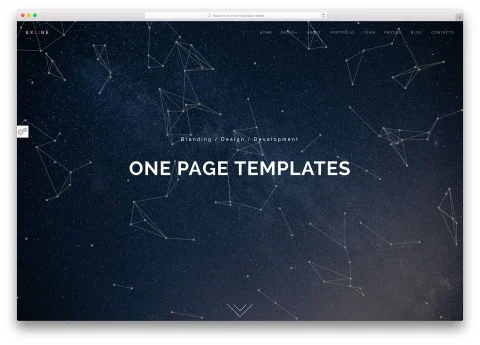 Search or enter website name
EXLINE
HOME ABOUT ABOUT PORTFOLIO TEAM PRICING BLOG CONTACTS
Branding / Design / Development
ONE PAGE TEMPLATES